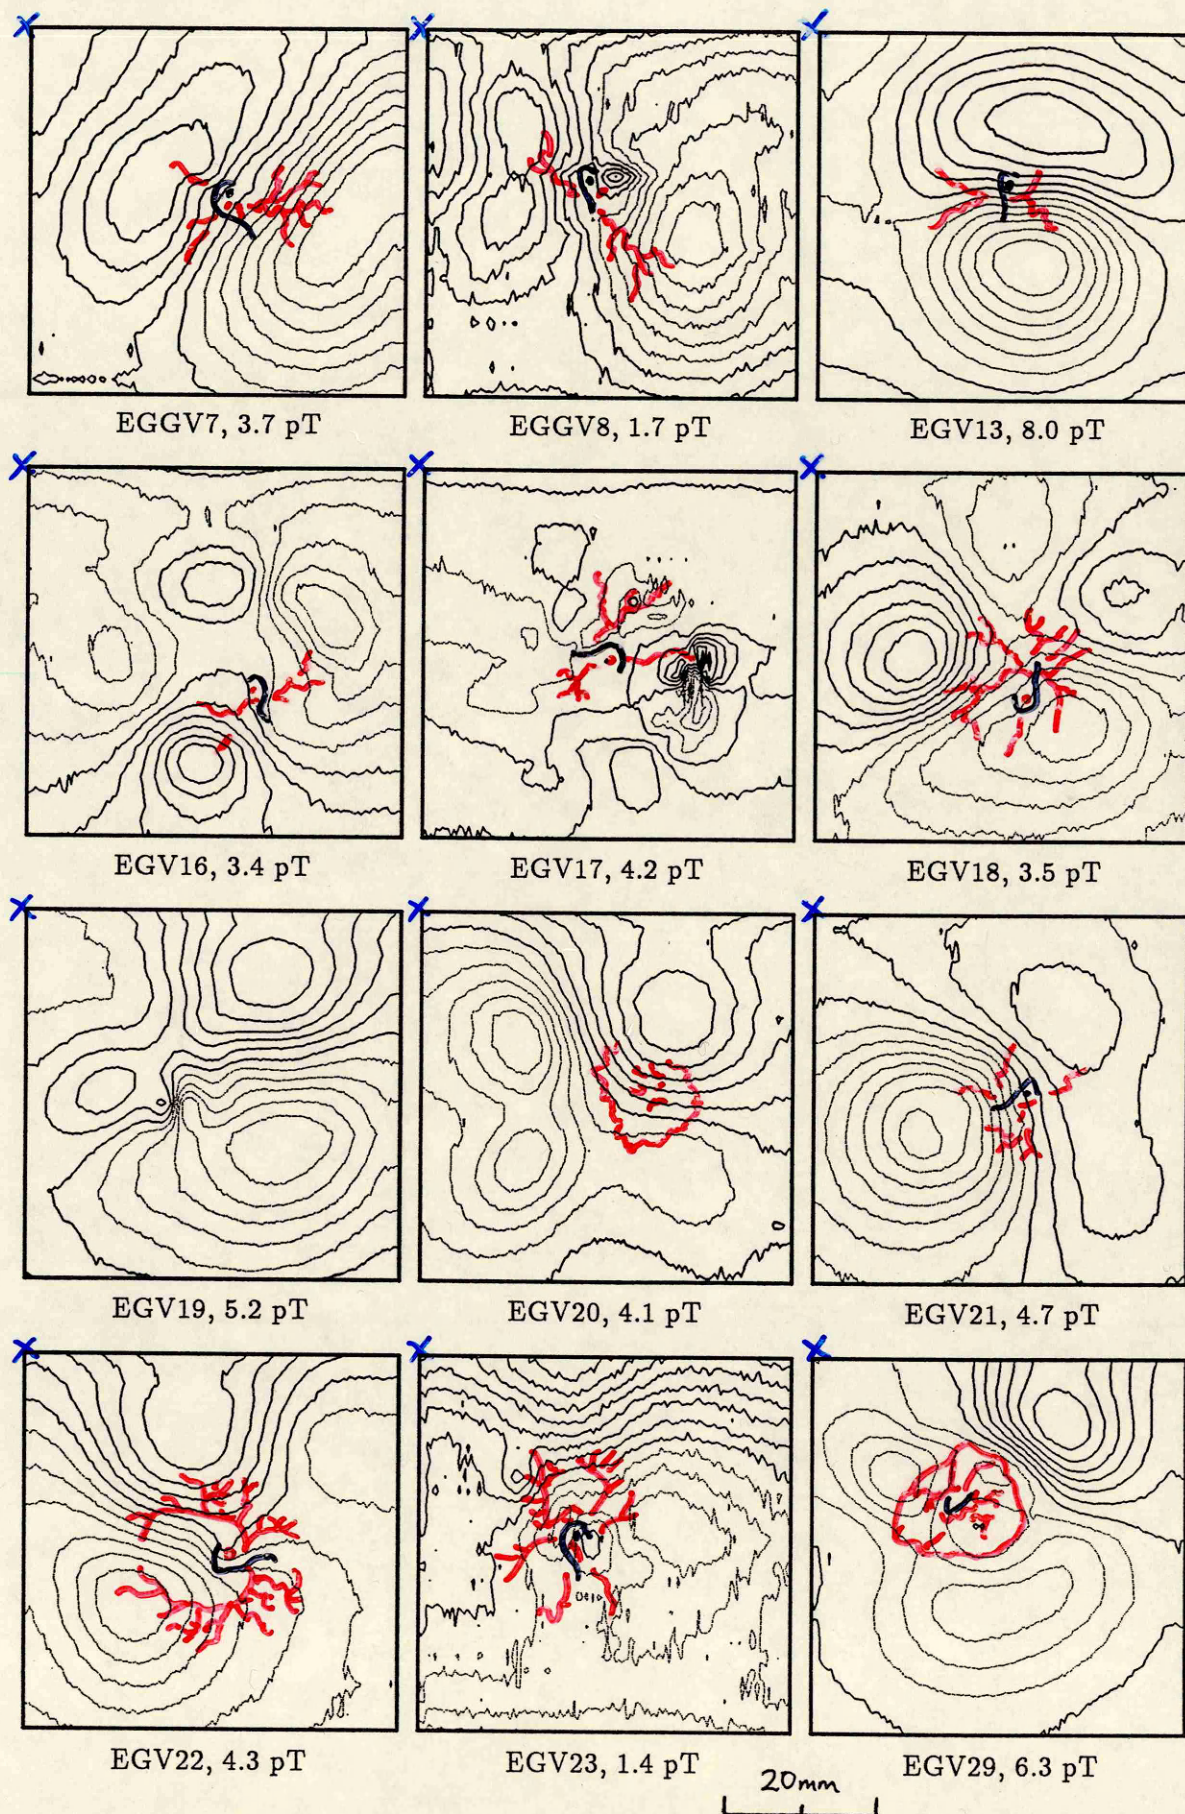 EGGV7, 3.7 pT
EGGV8, 1.7 pT
EGV13, 8.0 pT
EGV16, 3.4 pT
EGV17, 4.2 pT
EGV18, 3.5 pT
EGV19, 5.2 pT
EGV20, 4.1 pT
EGV21, 4.7 pT
EGV22, 4.3 pT
EGV23, 1.4 pT
EGV29, 6.3 pT
20mm